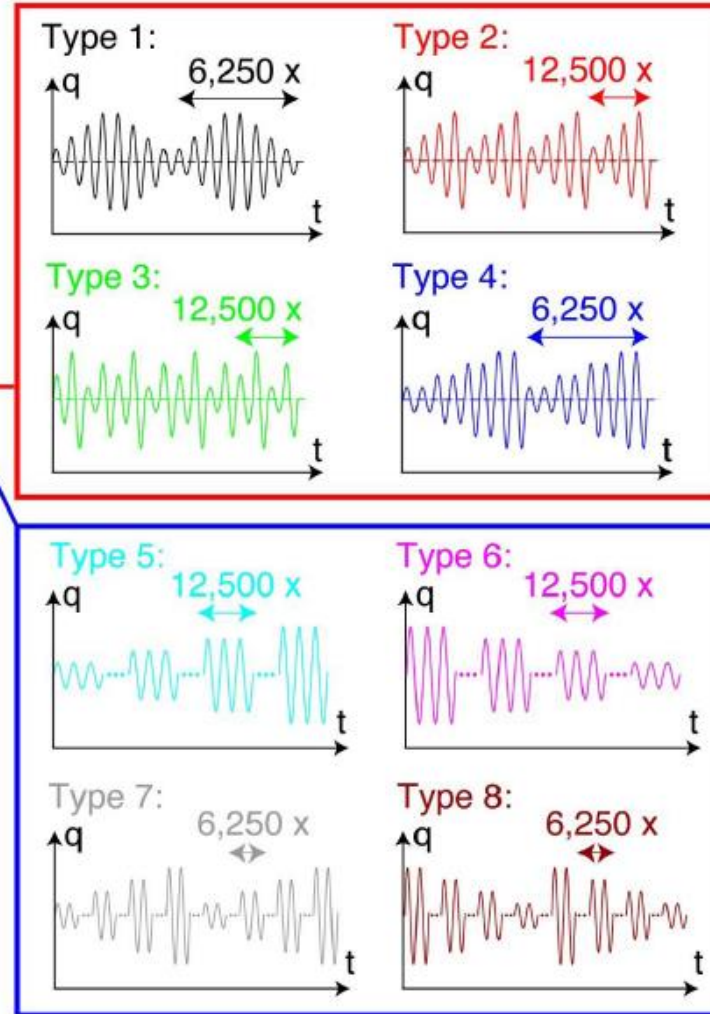 Type 1:
6,250 x
q
t
Type 2:
12,500 x
q
t
Type 3:
12,500 x
q
t
Type 4:
6,250 x
q
t
Type 5:
12,500 x
q
t
Type 6:
12,500 x
q
t
Type 7:
6,250 x
q
t
Type 8:
6,250 x
q
t